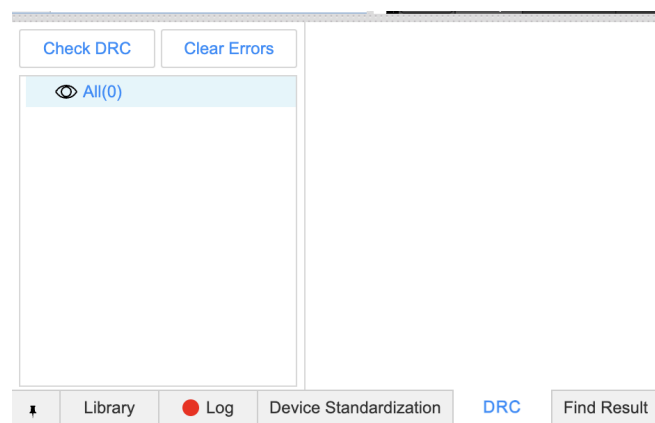 Check DRC Clear Errors
All(0)
Library Log Device Standardization DRC Find Result